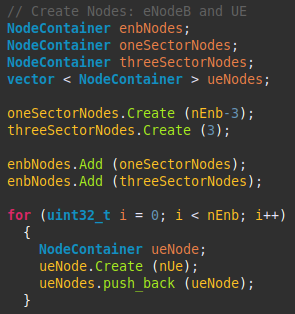 // Create Nodes: eNodeB and UE
NodeContainer enbNodes;
NodeContainer oneSectorNodes;
NodeContainer threeSectorNodes;
vector < NodeContainer > ueNodes;

oneSectorNodes.Create (nEnb-3);
threeSectorNodes.Create (3);

enbNodes.Add (oneSectorNodes);
enbNodes.Add (threeSectorNodes);

for (uint32_t i = 0; i < nEnb; i++)
  {
    NodeContainer ueNode;
    ueNode.Create (nUe);
    ueNodes.push_back (ueNode);
  }